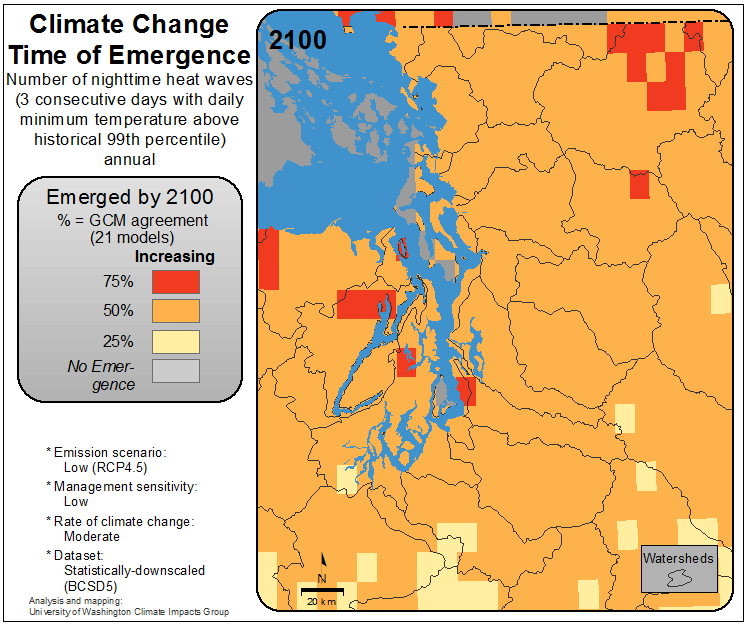 Climate Change
Time of Emergence
Number of nighttime heat waves
(3 consecutive days with daily
minimum temperature above
historical 99th percentile)
annual
Emerged by 2100
% = GCM agreement
(21 models)
Increasing
75%
50%
25%
No Emer-
gence
* Emission scenario:
Low (RCP4.5)
* Management sensitivity:
Low
* Rate of climate change:
Moderate
* Dataset:
Statistically-downscaled
(BCSD5)
Analysis and mapping:
University of Washington Climate Impacts Group
2100
N
20 km
Watersheds